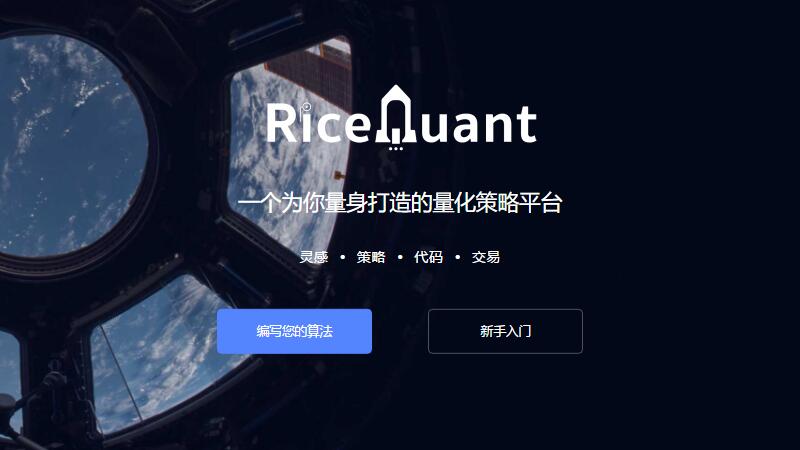 RiceQuant
一个为你量身打造的量化策略平台
灵感 • 策略 • 代码 • 交易
编写您的算法
新手入门